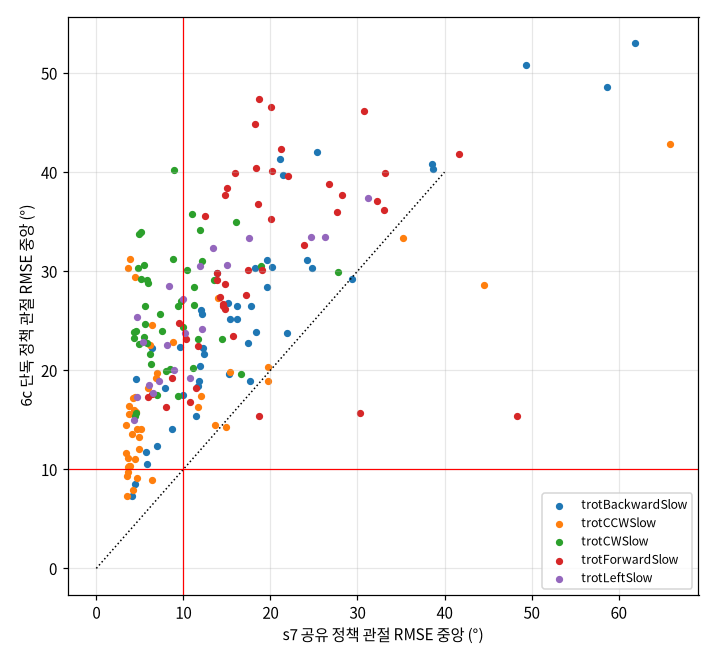 50
40
30
20
10
0
6c 단독 정책 관절 RMSE 중앙 (°)
trotBackwardSlow
trotCCWSlow
trotCWSlow
trotForwardSlow
trotLeftSlow
0 10 20 30 40 50 60
s7 공유 정책 관절 RMSE 중앙 (°)